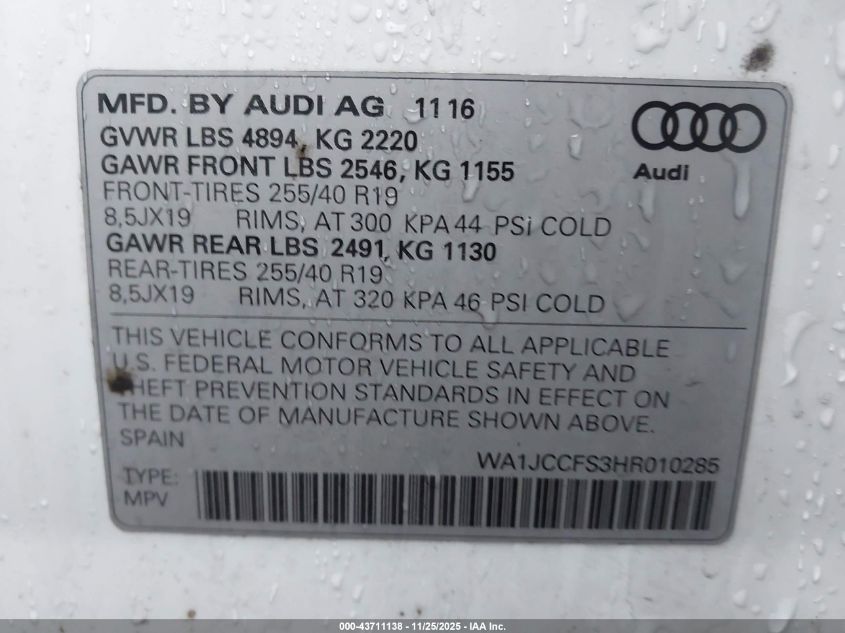 MFD. BY AUDI AG 11 16
GVWR LBS 4894, KG 2220
GAWR FRONT LBS 2546, KG 1155
FRONT-TIRES 255/40 R19
8,5JX19 RIMS, AT 300 KPA 44 PSi COLD
GAWR REAR LBS 2491, KG 1130
REAR-TIRES 255/40 R19
8,5JX19 RIMS, AT 320 KPA 46 PSI COLD
Audi
THIS VEHICLE CONFORMS TO ALL APPLICABLE
U.S. FEDERAL MOTOR VEHICLE SAFETY AND
THEFT PREVENTION STANDARDS IN EFFECT ON
THE DATE OF MANUFACTURE SHOWN ABOVE.
SPAIN
WA1JCCFS3HR010285
TYPE:
MPV
000-43711138 - 11/25/2025 - IAA Inc.